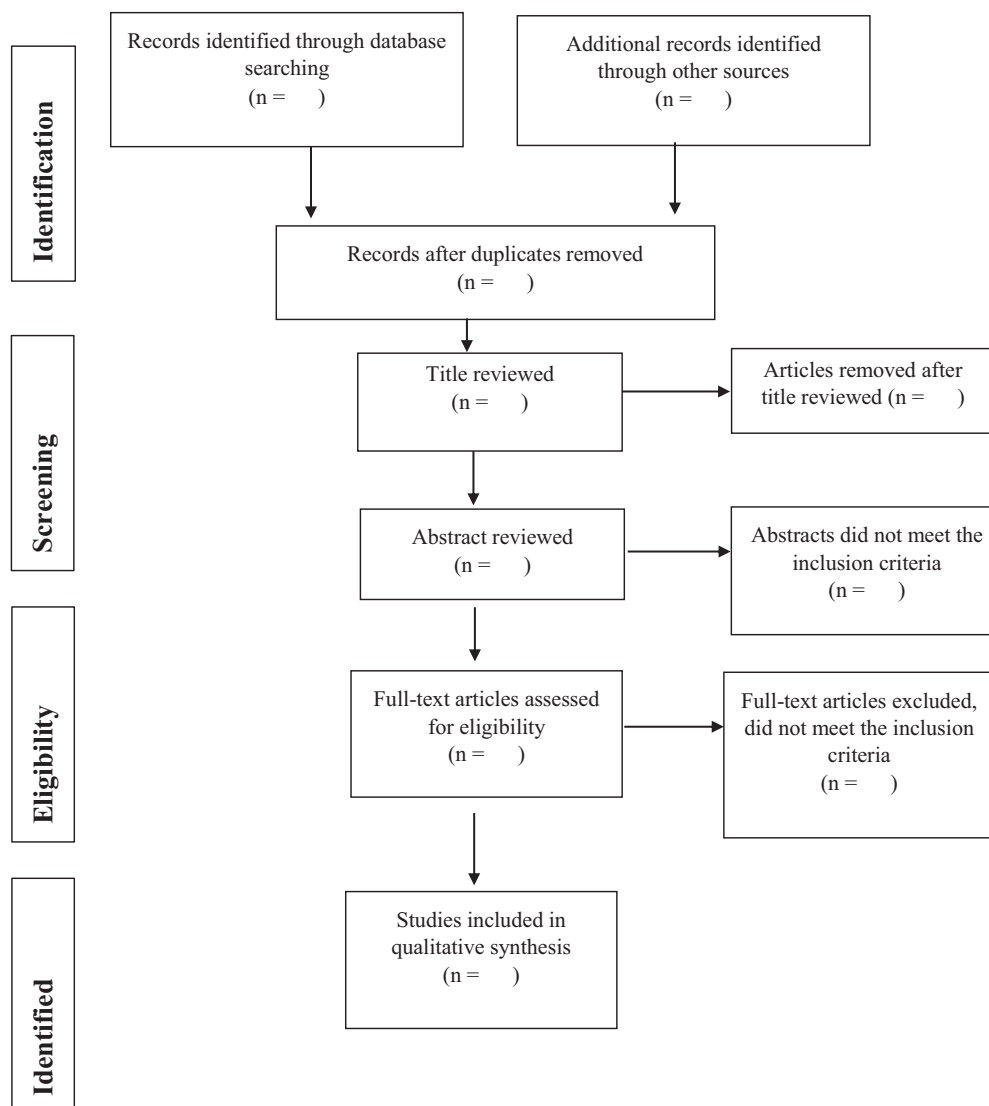 Identification
Records identified through database
searching
(n = )
Additional records identified
through other sources
(n = )
Records after duplicates removed
(n = )
Screening
Title reviewed
(n = )
Articles removed after
title reviewed (n = )
Abstract reviewed
(n = )
Abstracts did not meet the
inclusion criteria
(n = )
Eligibility
Full-text articles assessed
for eligibility
(n = )
Full-text articles excluded,
did not meet the inclusion
criteria
(n = )
Identified
Studies included in
qualitative synthesis
(n = )